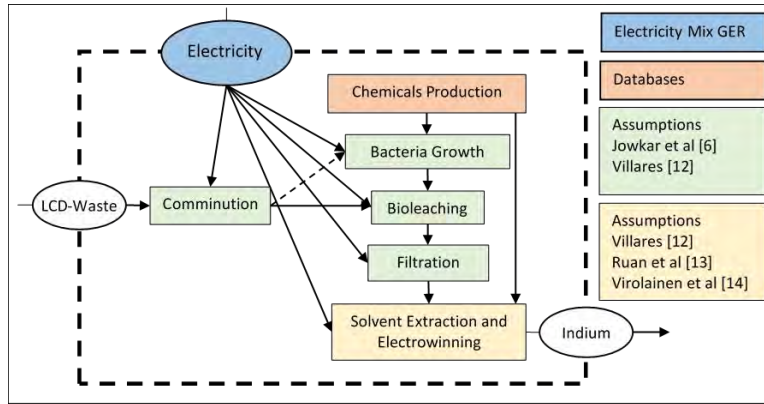 Electricity
Chemicals Production
Bacteria Growth
LCD-Waste
Comminution
Bioleaching
Filtration
Solvent Extraction and
Electrowinning
Indium
Electricity Mix GER
Databases
Assumptions
Jowkar et al [6]
Villares [12]
Assumptions
Villares [12]
Ruan et al [13]
Virolainen et al [14]